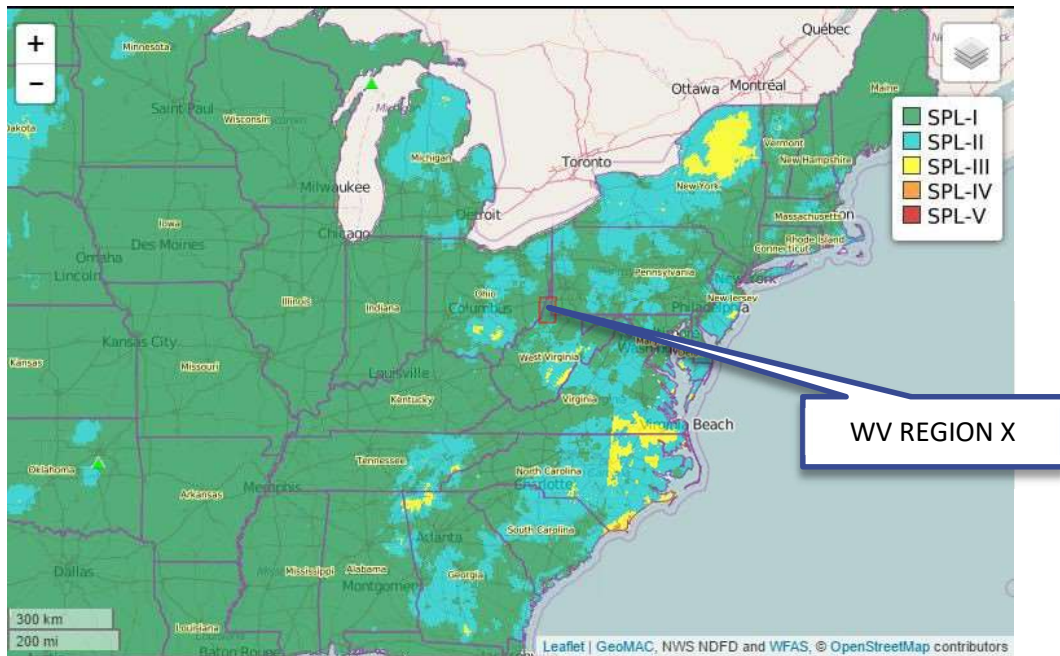 +
−
Québec
Minnesota
Ottawa
Montréal
Maine
SPL-I
SPL-II
SPL-III
SPL-IV
SPL-V
Saint Paul
Wisconsin
Michigan
Vermont
New Hampshire
Toronto
New York
Milwaukee
Detroit
Massachusetts
Rhode Island
Connecticut
Chicago
Iowa
Des Moines
Omaha
Lincoln
Pennsylvania
New York
New Jersey
Philadelphia
Illinois
Indiana
Ohio
Columbus
Kansas City
Kansas
Missouri
West Virginia
Louisville
Kentucky
Virginia
Virginia Beach
WV REGION X
Tennessee
North Carolina
Charlotte
Oklahoma
Arkansas
Memphis
South Carolina
Atlanta
Dallas
Mississippi
Alabama
Georgia
Montgomery
300 km
200 mi
Louisiana
Baton Rouge
Leaflet | GeoMAC, NWS NDFD and WFAS, © OpenStreetMap contributors